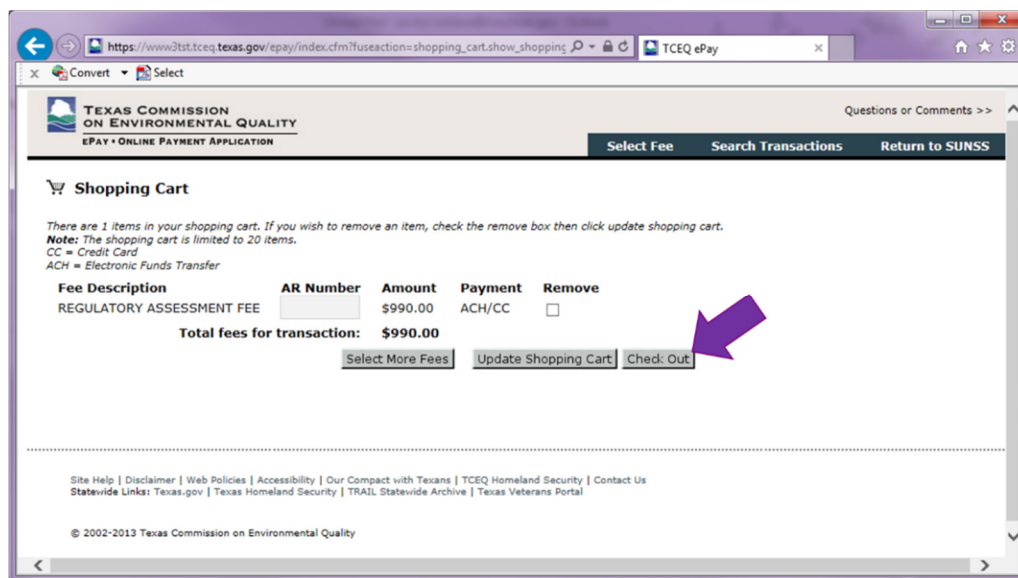 https://www3tst.tceq.texas.gov/epay/index.cfm?fuseaction=shopping_cart.show_shopping
TCEQ ePay
x Convert Select
TEXAS COMMISSION
ON ENVIRONMENTAL QUALITY
EPAY • ONLINE PAYMENT APPLICATION
Questions or Comments >>
Select Fee Search Transactions Return to SUNSS
Shopping Cart
There are 1 items in your shopping cart. If you wish to remove an item, check the remove box then click update shopping cart.
Note: The shopping cart is limited to 20 items.
CC = Credit Card
ACH = Electronic Funds Transfer
Fee Description AR Number Amount Payment Remove
REGULATORY ASSESSMENT FEE $990.00 ACH/CC
Total fees for transaction: $990.00
Select More Fees Update Shopping Cart Check Out
Site Help | Disclaimer | Web Policies | Accessibility | Our Compact with Texans | TCEQ Homeland Security | Contact Us
Statewide Links: Texas.gov | Texas Homeland Security | TRAIL Statewide Archive | Texas Veterans Portal
© 2002-2013 Texas Commission on Environmental Quality